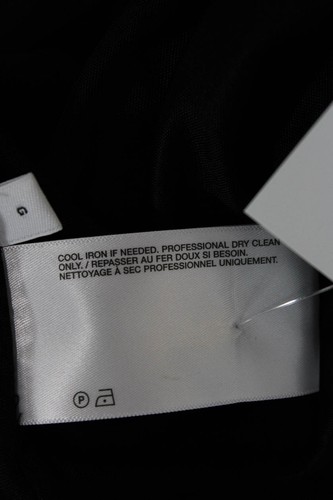 G
COOL IRON IF NEEDED. PROFESSIONAL DRY CLEAN
ONLY. / REPASSER AU FER DOUX SI BESOIN.
NETTOYAGE À SEC PROFESSIONNEL UNIQUEMENT.
P